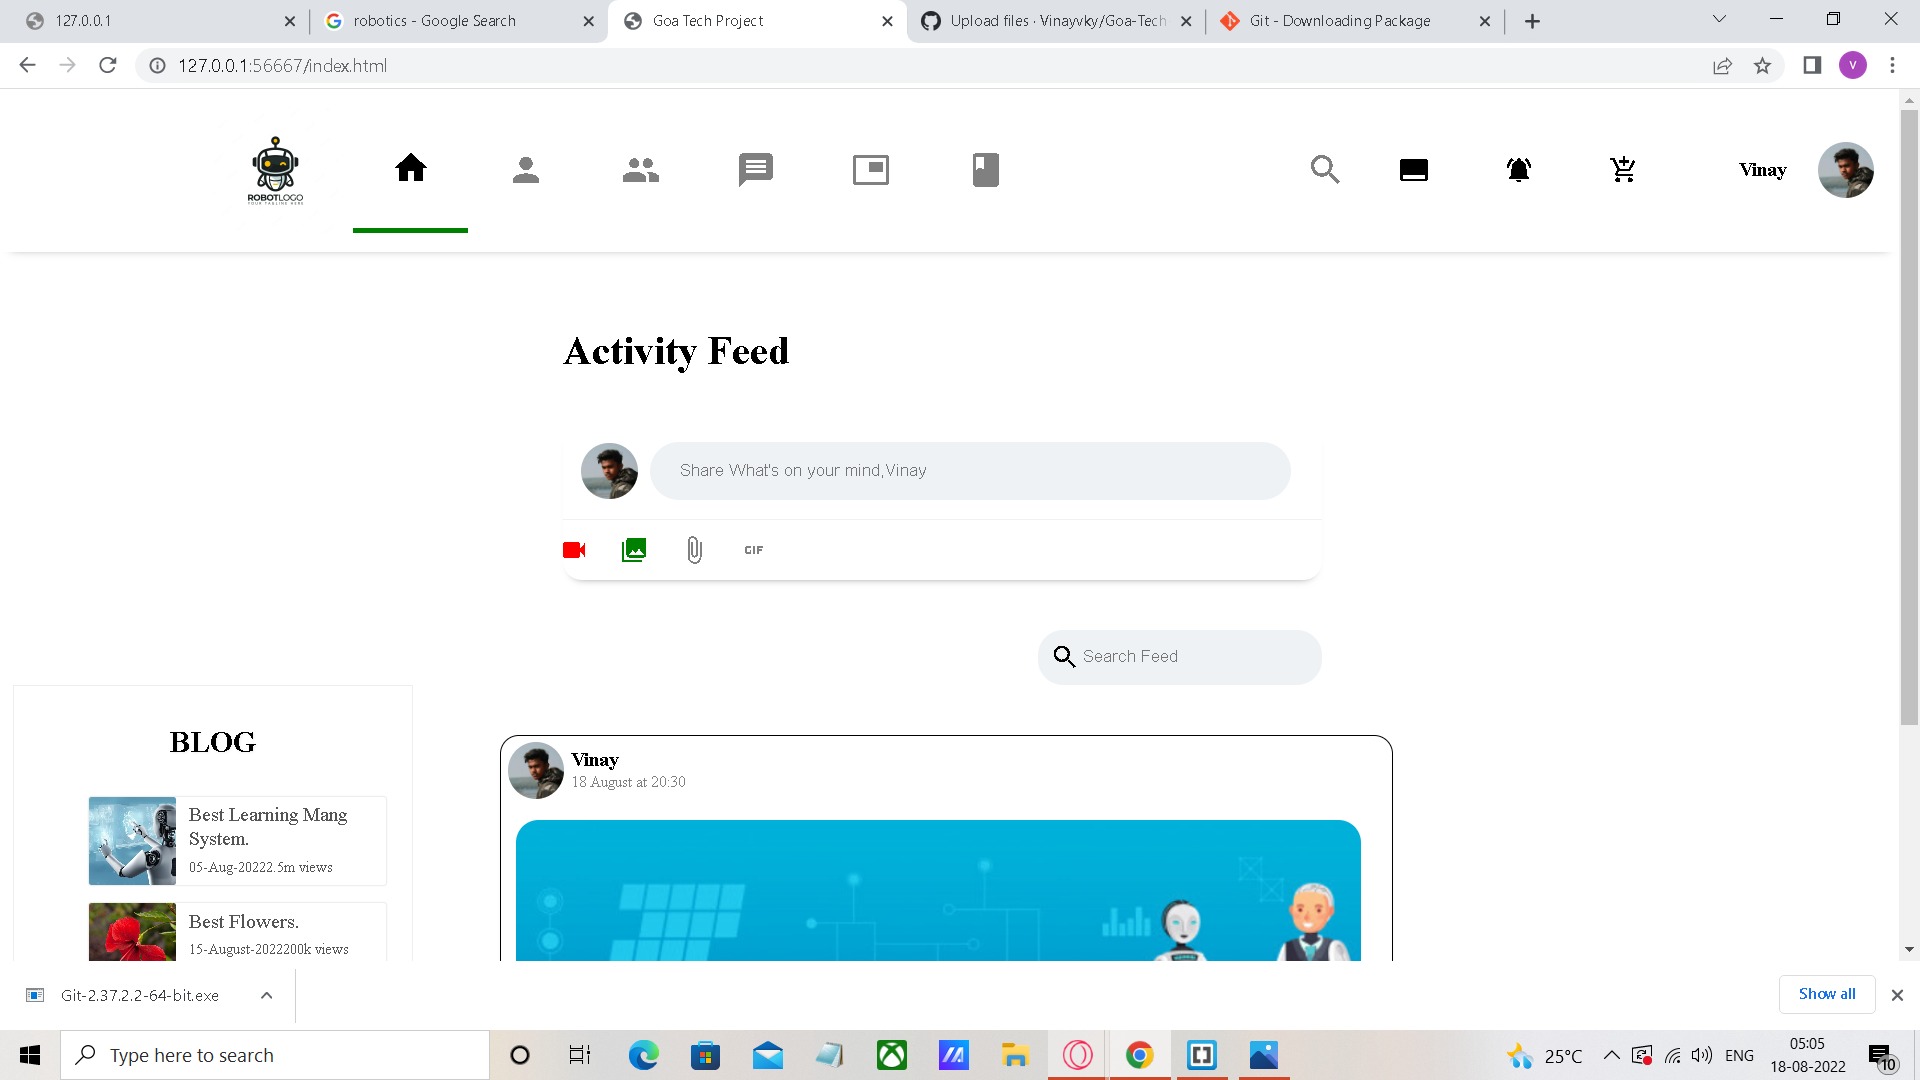 127.0.0.1
robotics - Google Search
Goa Tech Project
Upload files · Vinayvky/Goa-Tech
Git - Downloading Package
127.0.0.1:56667/index.html
V
ROBOTLOGO
YOUR TAGLINE HERE
Vinay
Activity Feed
Share What's on your mind,Vinay
GIF
Search Feed
BLOG
Best Learning Mang
System.
05-Aug-20222.5m views
Best Flowers.
15-August-2022200k views
Vinay
18 August at 20:30
Git-2.37.2.2-64-bit.exe
Show all
Type here to search
25°C
ENG
05:05
18-08-2022
10